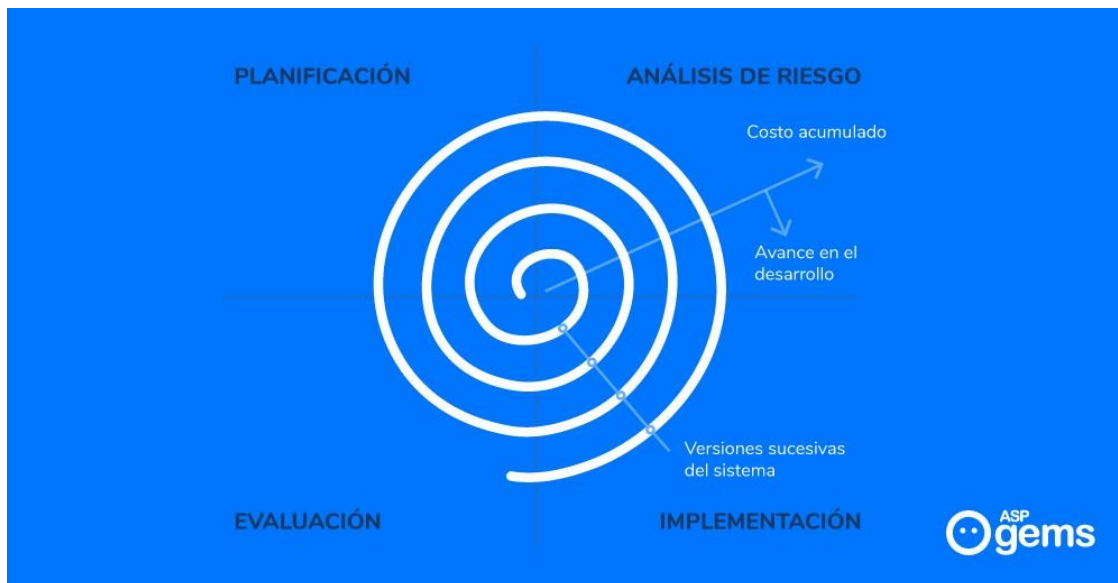 PLANIFICACIÓN
ANÁLISIS DE RIESGO
Costo acumulado
Avance en el
desarrollo
Versiones sucesivas
del sistema
EVALUACIÓN
IMPLEMENTACIÓN
ASP
gems